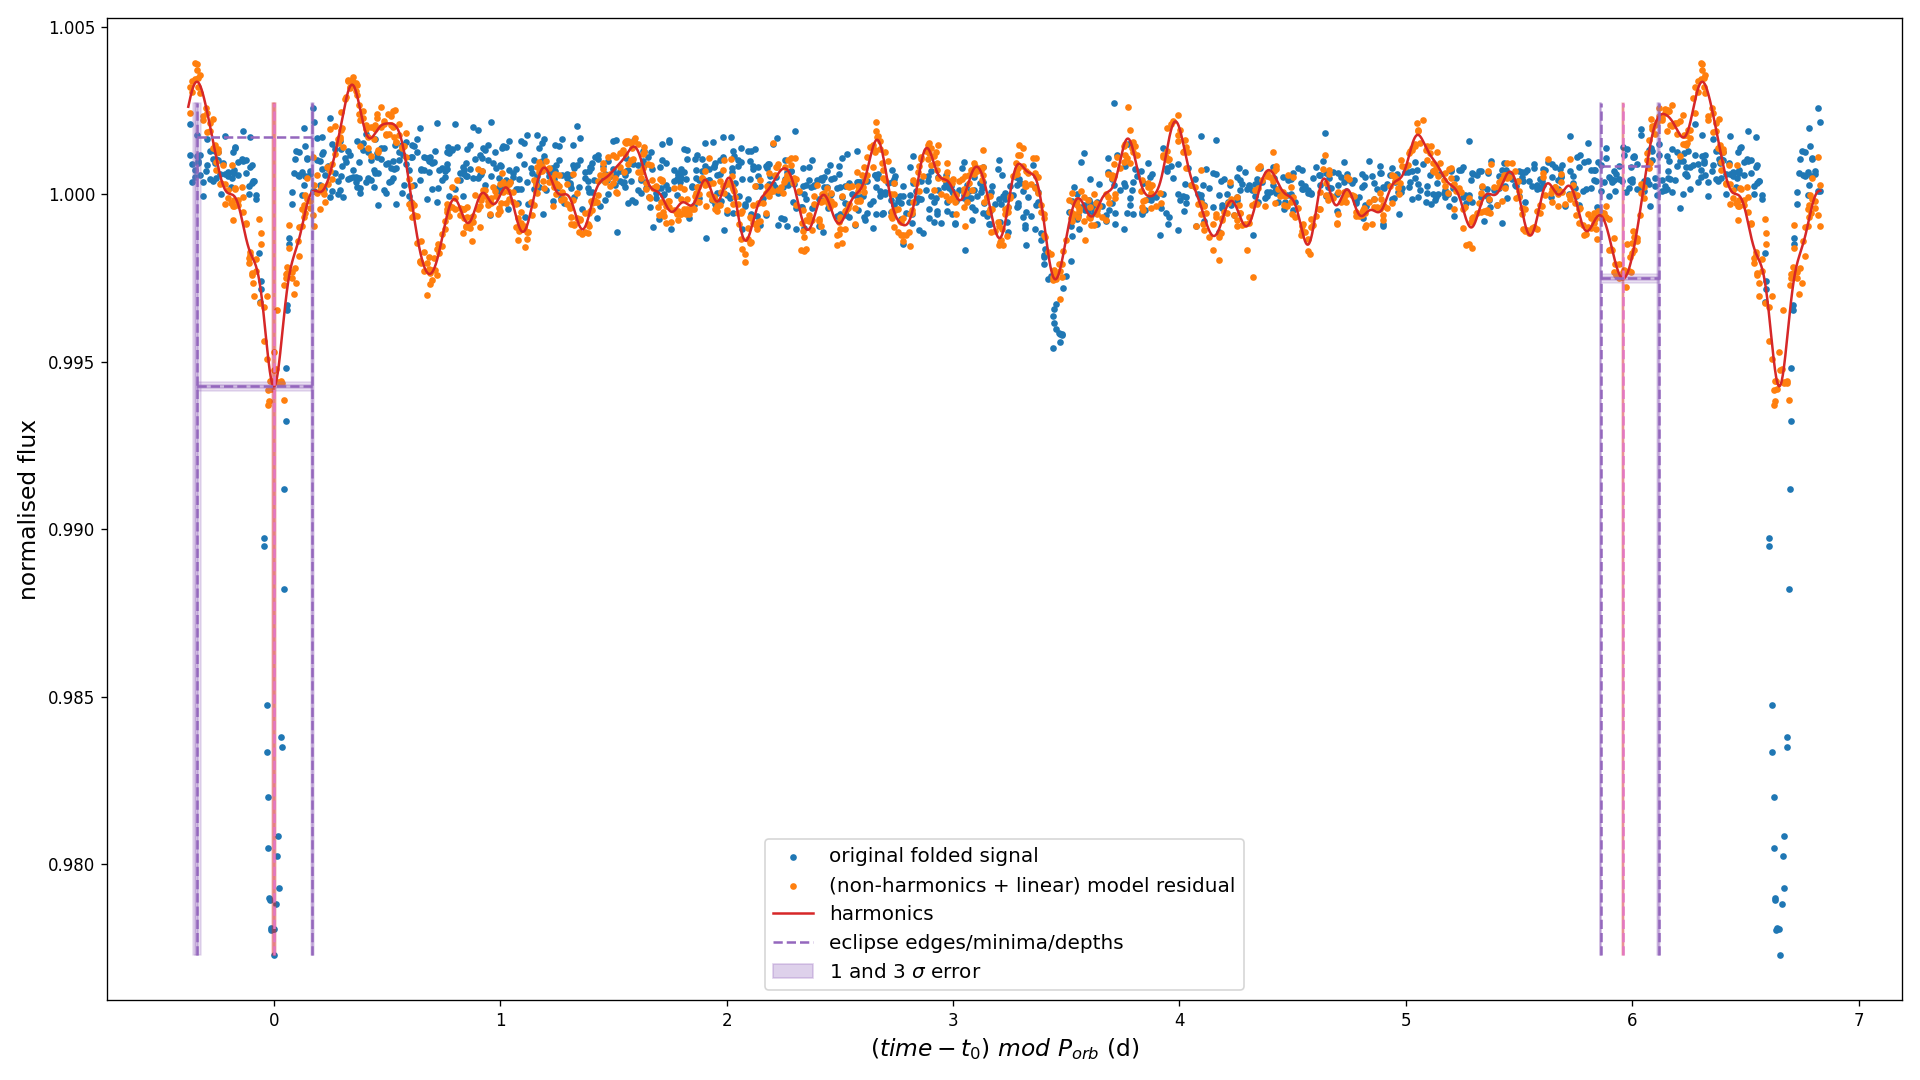 1.005
1.000
0.995
0.990
0.985
0.980
normalised flux
original folded signal
(non-harmonics + linear) model residual
harmonics
eclipse edges/minima/depths
1 and 3 σ error
0 1 2 3 4 5 6 7
(time − t₀) mod Pₒᵣᵦ (d)